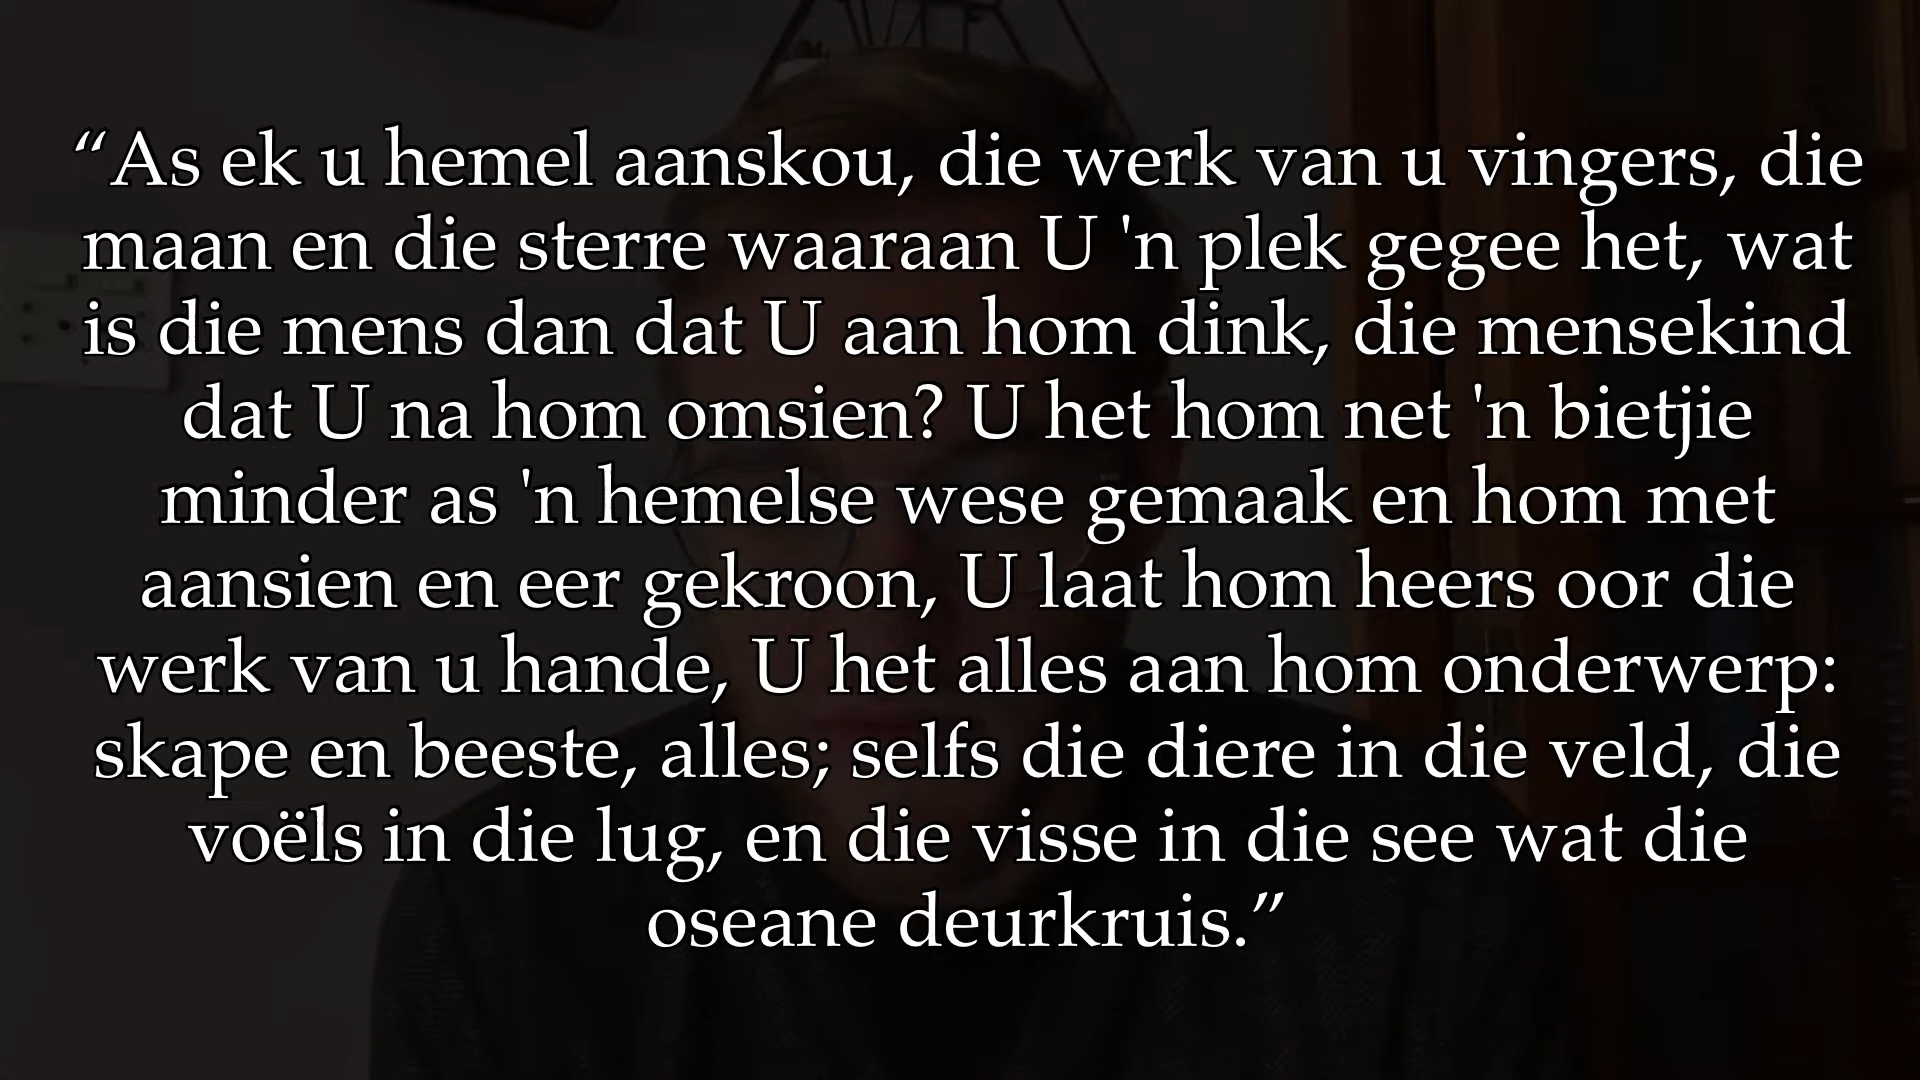 “As ek u hemel aanskou, die werk van u vingers, die
maan en die sterre waaraan U 'n plek gegee het, wat
is die mens dan dat U aan hom dink, die mensekind
dat U na hom omsien? U het hom net 'n bietjie
minder as 'n hemelse wese gemaak en hom met
aansien en eer gekroon, U laat hom heers oor die
werk van u hande, U het alles aan hom onderwerp:
skape en beeste, alles; selfs die diere in die veld, die
voëls in die lug, en die visse in die see wat die
oseane deurkruis.”